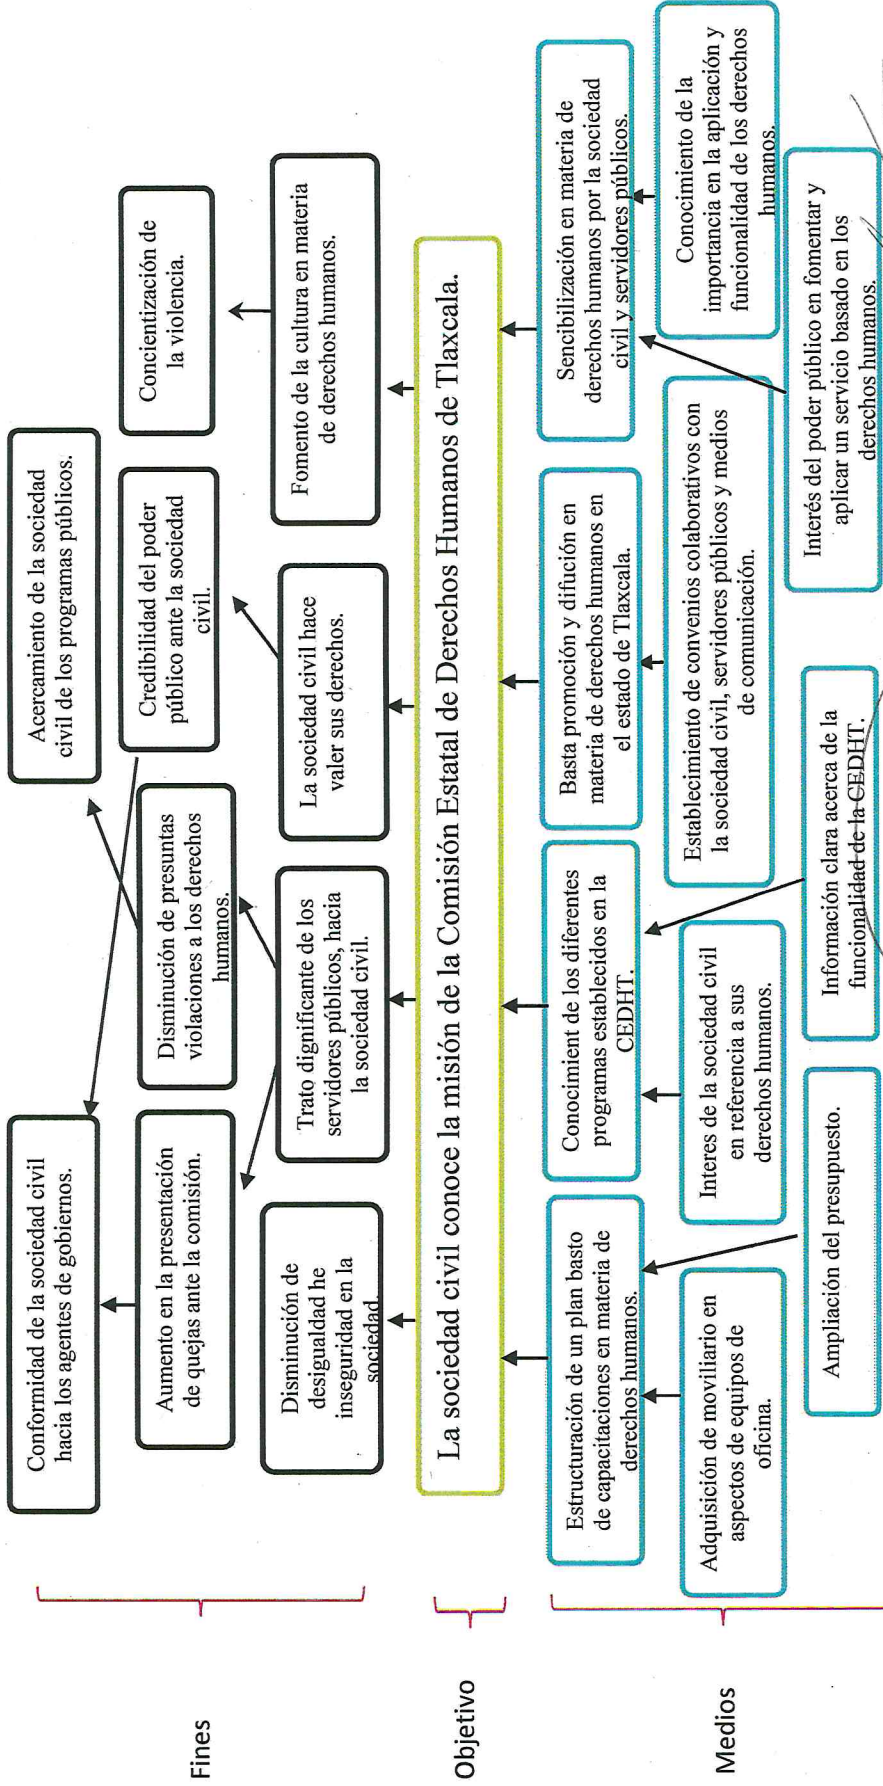 Fines
Conformidad de la sociedad civil
hacia los agentes de gobiernos.
Acercamiento de la sociedad
civil de los programas públicos.
Aumento en la presentación
de quejas ante la comisión.
Disminución de presuntas
violaciones a los derechos
humanos.
Credibilidad del poder
público ante la sociedad
civil.
Concientización de
la violencia.
Disminución de
desigualdad he
inseguridad en la
sociedad.
Trato dignificante de los
servidores públicos, hacia
la sociedad civil.
La sociedad civil hace
valer sus derechos.
Fomento de la cultura en materia
de derechos humanos.
Objetivo
La sociedad civil conoce la misión de la Comisión Estatal de Derechos Humanos de Tlaxcala.
Medios
Estructuración de un plan basto
de capacitaciones en materia de
derechos humanos.
Conocimient de los diferentes
programas establecidos en la
CEDHT.
Basta promoción y difución en
materia de derechos humanos en
el estado de Tlaxcala.
Sencibilización en materia de
derechos humanos por la sociedad
civil y servidores públicos.
Adquisición de moviliario en
aspectos de equipos de
oficina.
Interes de la sociedad civil
en referencia a sus
derechos humanos.
Establecimiento de convenios colaborativos con
la sociedad civil, servidores públicos y medios
de comunicación.
Conocimiento de la
importancia en la aplicación y
funcionalidad de los derechos
humanos.
Ampliación del presupuesto.
Información clara acerca de la
funcionalidad de la CEDHT.
Interés del poder público en fomentar y
aplicar un servicio basado en los
derechos humanos.